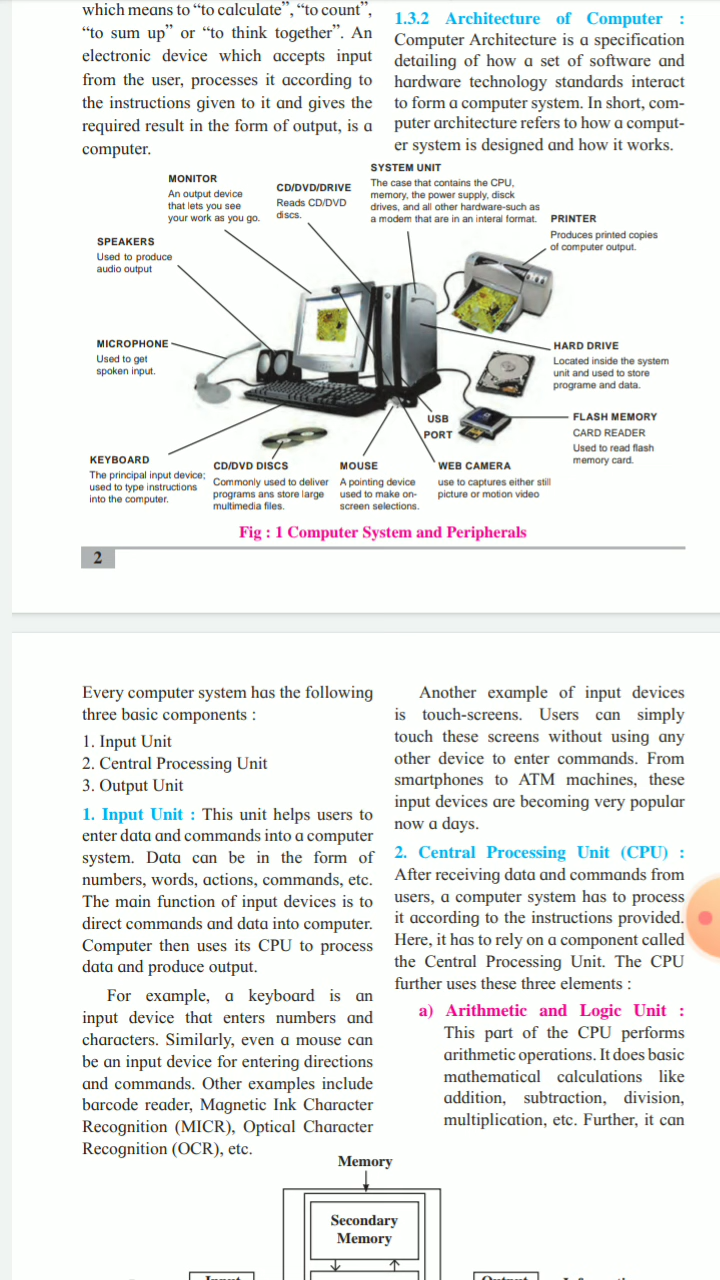 which means to “to calculate”, “to count”,
“to sum up” or “to think together”. An
electronic device which accepts input
from the user, processes it according to
the instructions given to it and gives the
required result in the form of output, is a
computer.
1.3.2 Architecture of Computer :
Computer Architecture is a specification
detailing of how a set of software and
hardware technology standards interact
to form a computer system. In short, com-
puter architecture refers to how a comput-
er system is designed and how it works.
MONITOR
An output device
that lets you see
your work as you go.
CD/DVD/DRIVE
Reads CD/DVD
discs.
SYSTEM UNIT
The case that contains the CPU,
memory, the power supply, disck
drives, and all other hardware-such as
a modem that are in an interal format.
PRINTER
Produces printed copies
of computer output.
SPEAKERS
Used to produce
audio output
MICROPHONE
Used to get
spoken input.
HARD DRIVE
Located inside the system
unit and used to store
programe and data.
USB
PORT
FLASH MEMORY
CARD READER
Used to read flash
memory card.
KEYBOARD
The principal input device;
used to type instructions
into the computer.
CD/DVD DISCS
Commonly used to deliver
programs ans store large
multimedia files.
MOUSE
A pointing device
used to make on-
screen selections.
WEB CAMERA
use to captures either still
picture or motion video
Fig : 1 Computer System and Peripherals
2
Every computer system has the following
three basic components :
1. Input Unit
2. Central Processing Unit
3. Output Unit
1. Input Unit : This unit helps users to
enter data and commands into a computer
system. Data can be in the form of
numbers, words, actions, commands, etc.
The main function of input devices is to
direct commands and data into computer.
Computer then uses its CPU to process
data and produce output.
For example, a keyboard is an
input device that enters numbers and
characters. Similarly, even a mouse can
be an input device for entering directions
and commands. Other examples include
barcode reader, Magnetic Ink Character
Recognition (MICR), Optical Character
Recognition (OCR), etc.
Another example of input devices
is touch-screens. Users can simply
touch these screens without using any
other device to enter commands. From
smartphones to ATM machines, these
input devices are becoming very popular
now a days.
2. Central Processing Unit (CPU) :
After receiving data and commands from
users, a computer system has to process
it according to the instructions provided.
Here, it has to rely on a component called
the Central Processing Unit. The CPU
further uses these three elements :
a) Arithmetic and Logic Unit :
This part of the CPU performs
arithmetic operations. It does basic
mathematical calculations like
addition, subtraction, division,
multiplication, etc. Further, it can
Memory
Secondary
Memory